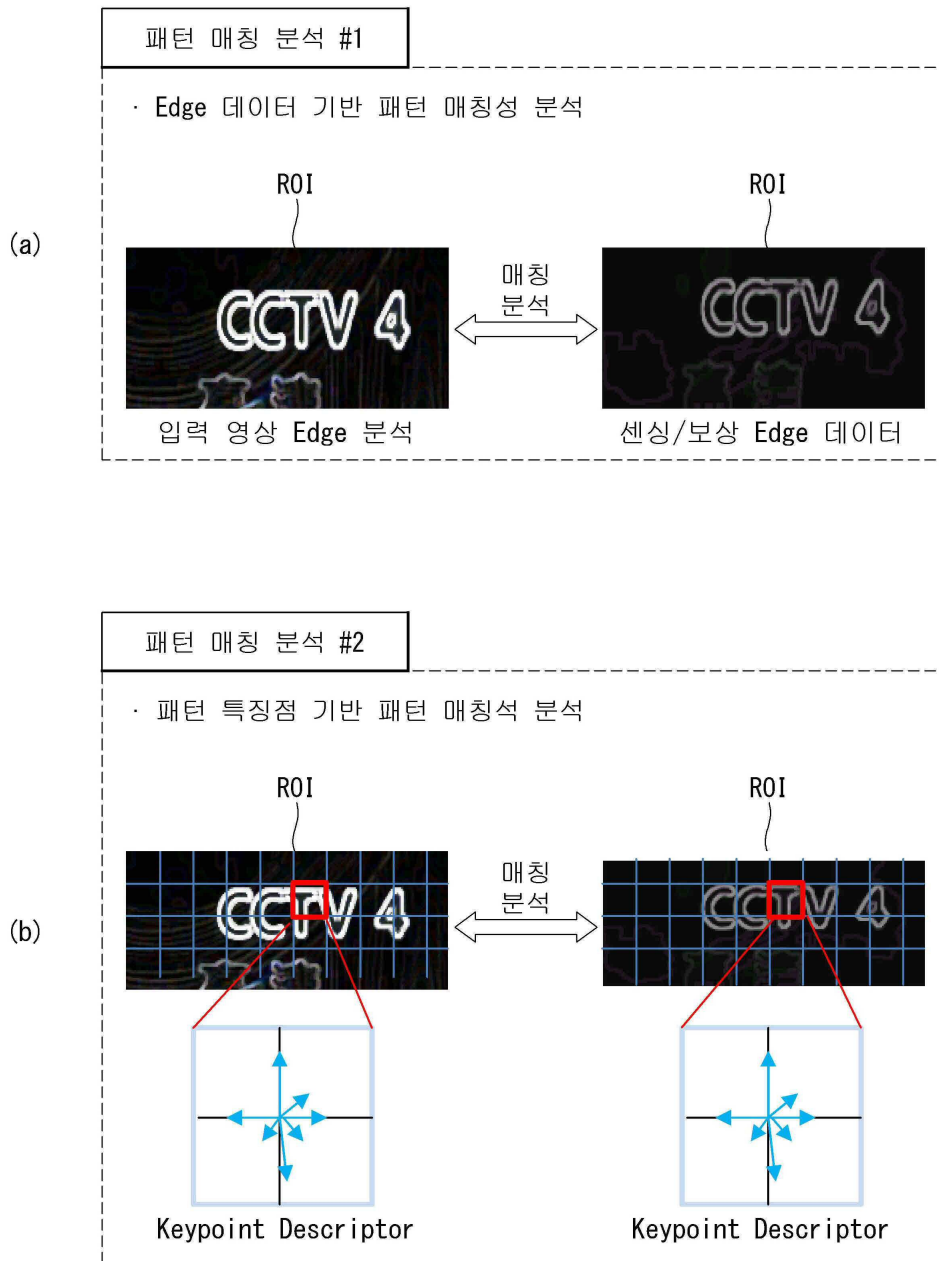 패턴 매칭 분석 #1
· Edge 데이터 기반 패턴 매칭성 분석
ROI
ROI
(a)
CCTV 4
매칭
분석
CCTV 4
입력 영상 Edge 분석
센싱/보상 Edge 데이터
패턴 매칭 분석 #2
· 패턴 특징점 기반 패턴 매칭석 분석
ROI
ROI
(b)
CCTV 4
매칭
분석
CCTV 4
Keypoint Descriptor
Keypoint Descriptor